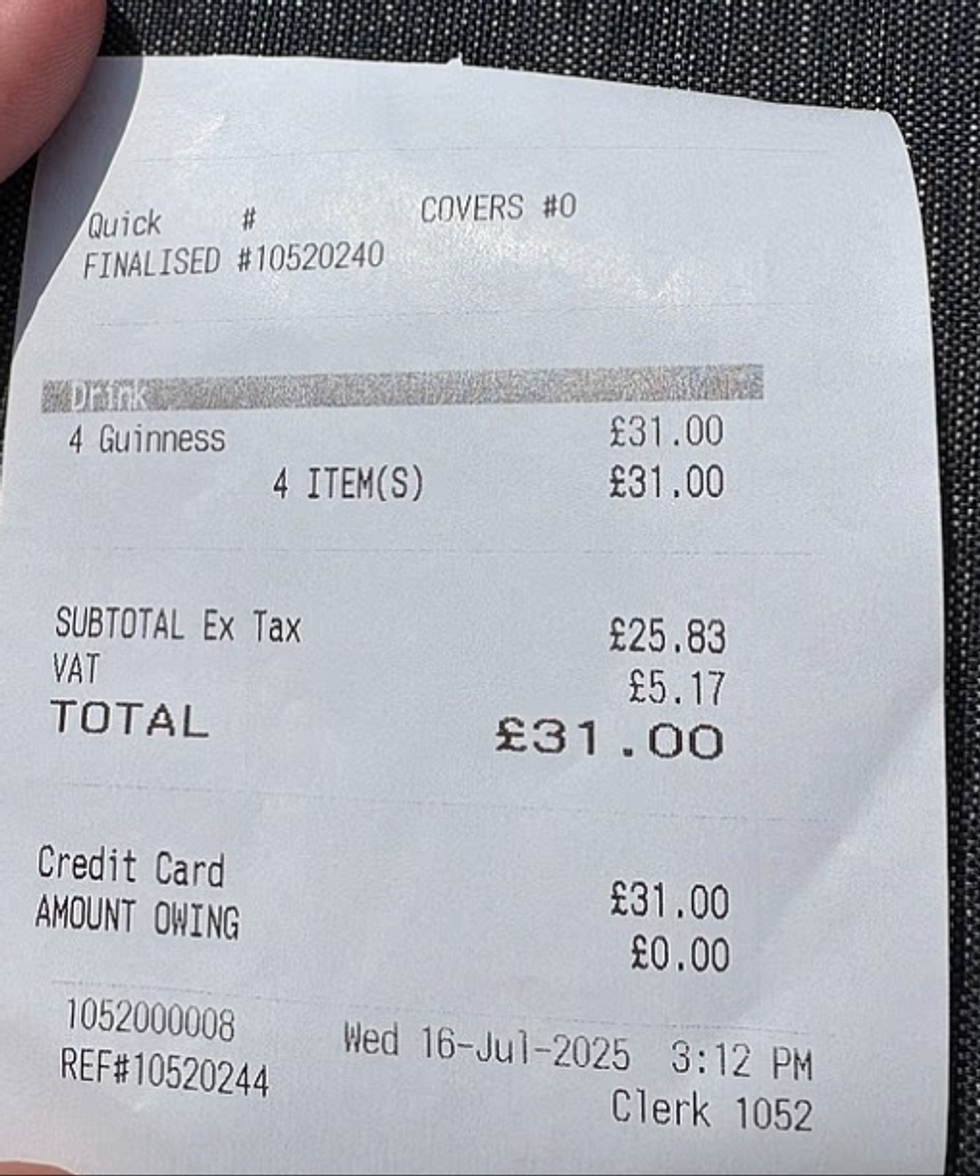 Quick # COVERS #0
FINALISED #10520240
Drink
4 Guinness £31.00
4 ITEM(S) £31.00
SUBTOTAL Ex Tax £25.83
VAT £5.17
TOTAL £31.00
Credit Card £31.00
AMOUNT OWING £0.00
1052000008 Wed 16-Jul-2025 3:12 PM
REF#10520244 Clerk 1052